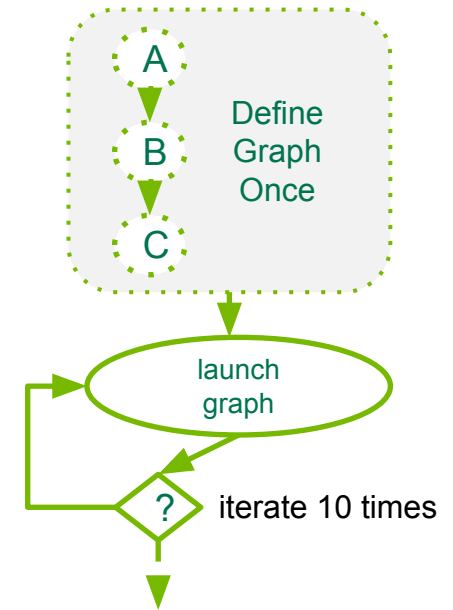 A
B
C
Define
Graph
Once
launch
graph
?
iterate 10 times